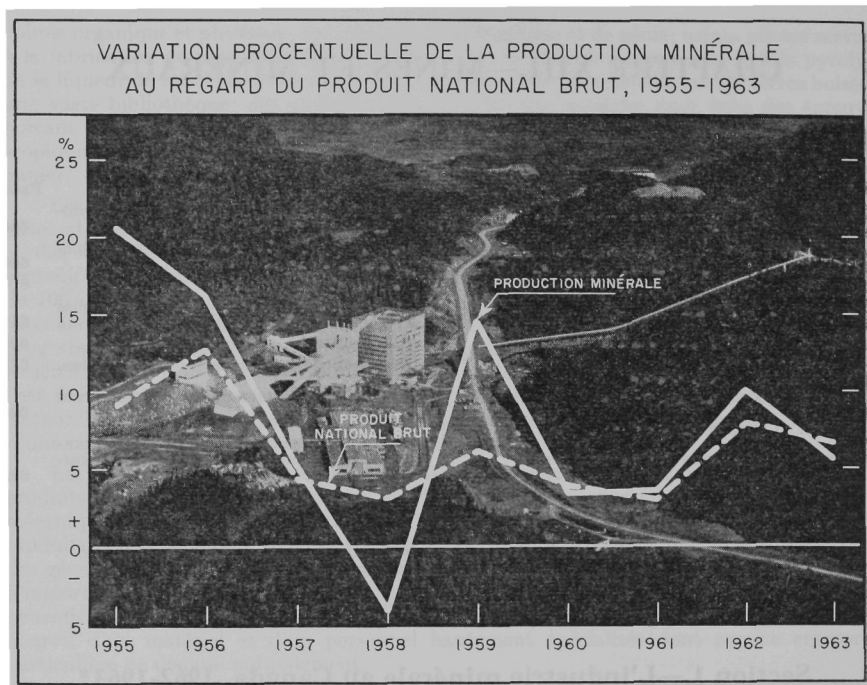 VARIATION PROCENTUELLE DE LA PRODUCTION MINÉRALE
AU REGARD DU PRODUIT NATIONAL BRUT, 1955-1963
%
25
20
PRODUCTION MINÉRALE
15
10
PRODUIT
NATIONAL BRUT
5
+
0
−
5
1955 1956 1957 1958 1959 1960 1961 1962 1963